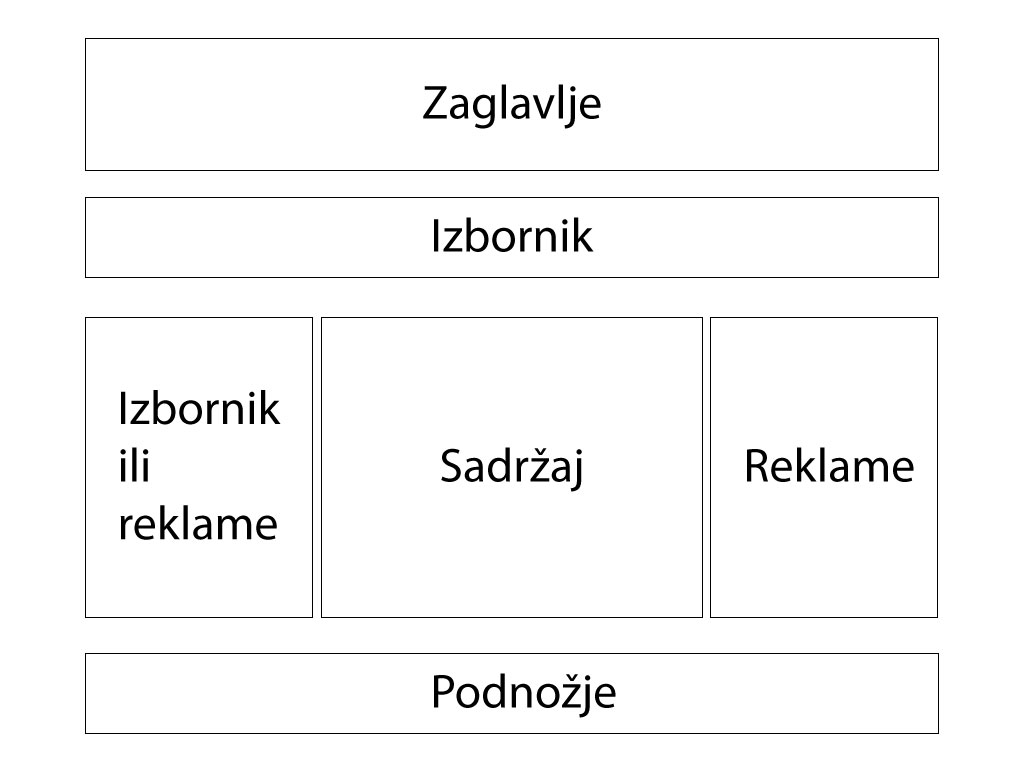 Zaglavlje
Izbornik
Izbornik
ili
reklame
Sadržaj
Reklame
Podnožje